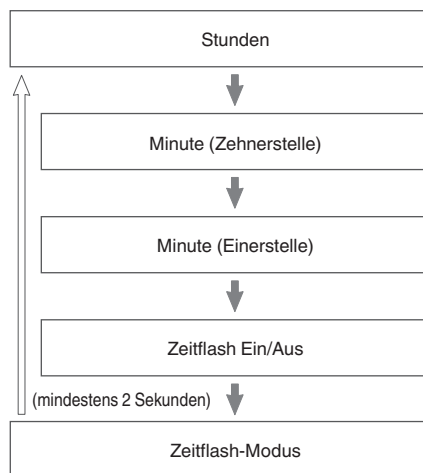 Stunden
Minute (Zehnerstelle)
Minute (Einerstelle)
Zeitflash Ein/Aus
(mindestens 2 Sekunden)
Zeitflash-Modus